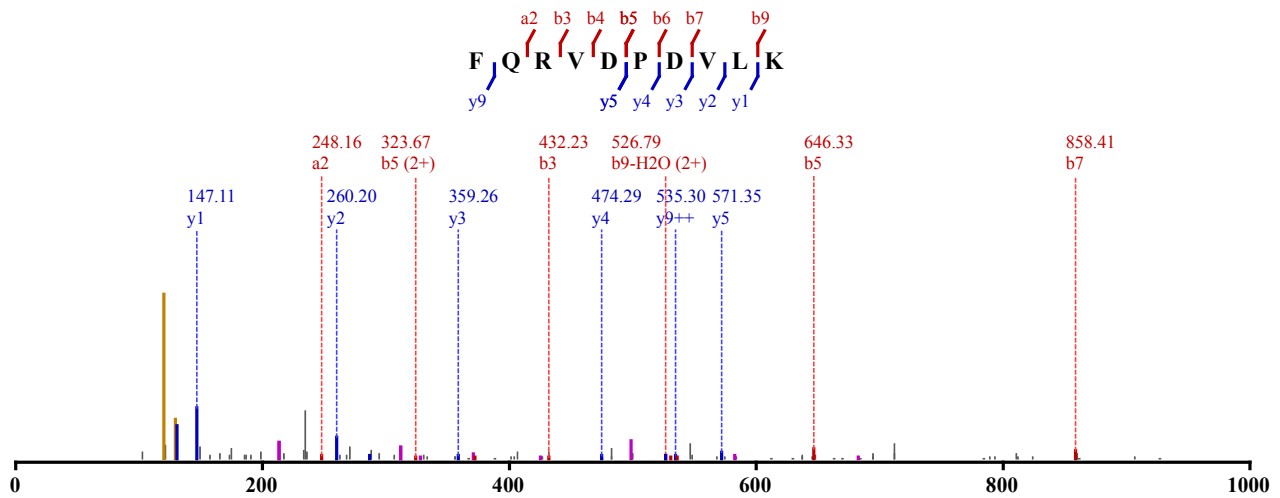 a2 b3 b4 b5 b6 b7 b9
F Q R V D P D V L K
y9 y5 y4 y3 y2 y1
248.16 323.67 432.23 526.79 646.33 858.41
a2 b5 (2+) b3 b9-H2O (2+) b5 b7
147.11 260.20 359.26 474.29 535.30 571.35
y1 y2 y3 y4 y9++ y5
0 200 400 600 800 1000